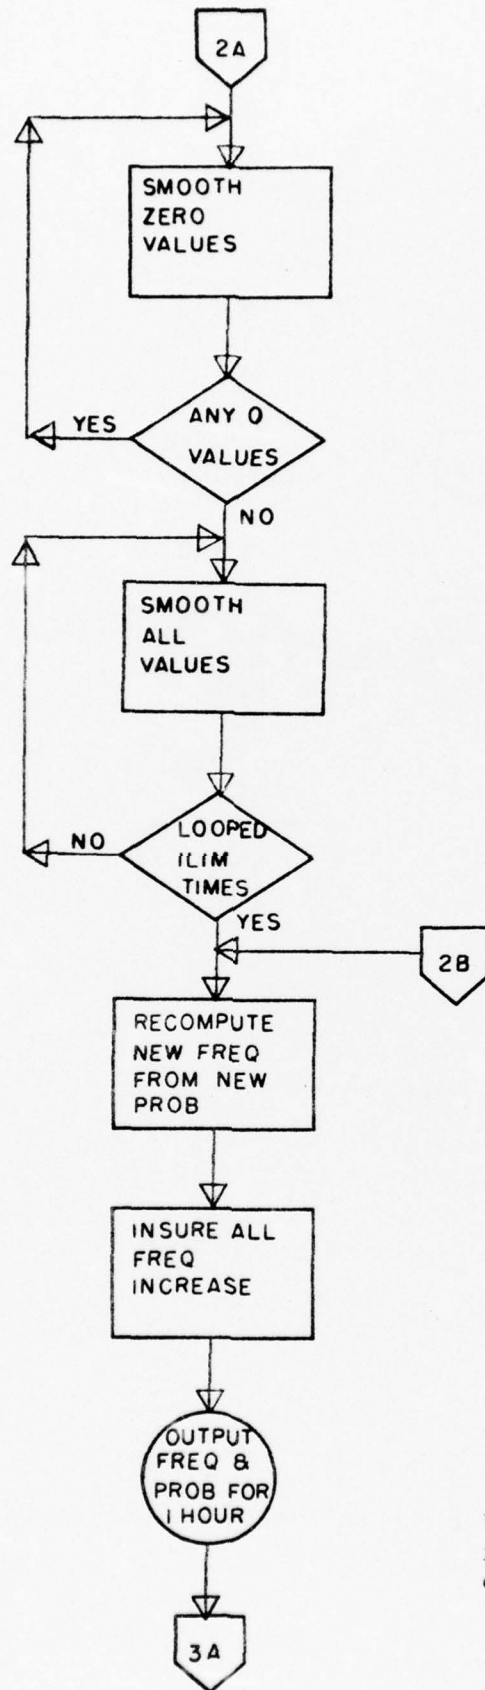 2A
SMOOTH
ZERO
VALUES
YES
ANY 0
VALUES
NO
SMOOTH
ALL
VALUES
NO
LOOPED
ILIM
TIMES
YES
2B
RECOMPUTE
NEW FREQ
FROM NEW
PROB
INSURE ALL
FREQ
INCREASE
OUTPUT
FREQ &
PROB FOR
1 HOUR
3A